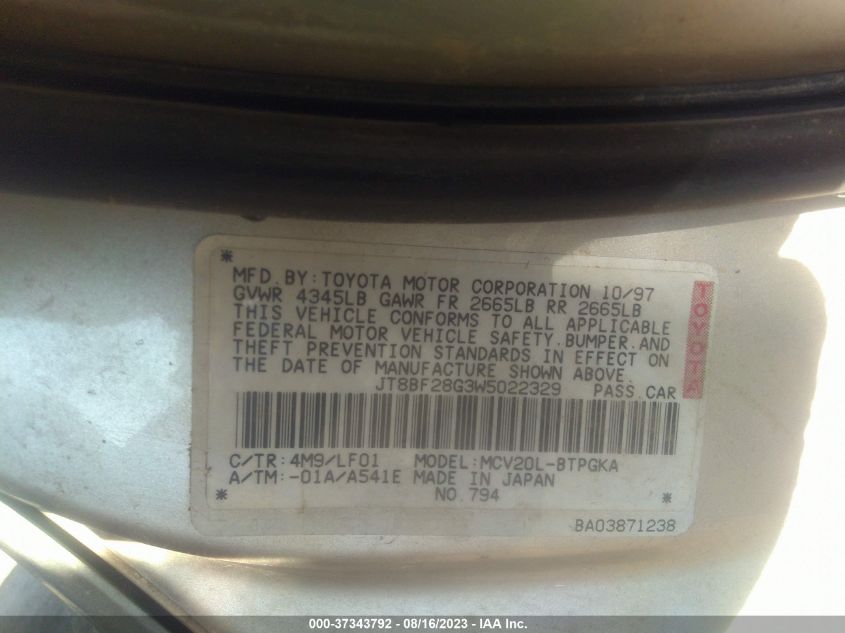 *
MFD.BY:TOYOTA MOTOR CORPORATION 10/97
GVWR 4345LB GAWR FR 2665LB RR 2665LB
THIS VEHICLE CONFORMS TO ALL APPLICABLE
FEDERAL MOTOR VEHICLE SAFETY.BUMPER.AND
THEFT PREVENTION STANDARDS IN EFFECT ON
THE DATE OF MANUFACTURE SHOWN ABOVE.
JT8BF28G3W5022329 PASS.CAR
TOYOTA
C/TR:4M9/LF01 MODEL:MCV20L-BTPGKA
A/TM:-01A/A541E MADE IN JAPAN
* NO.794 *
BA03871238
000-37343792 - 08/16/2023 - IAA Inc.